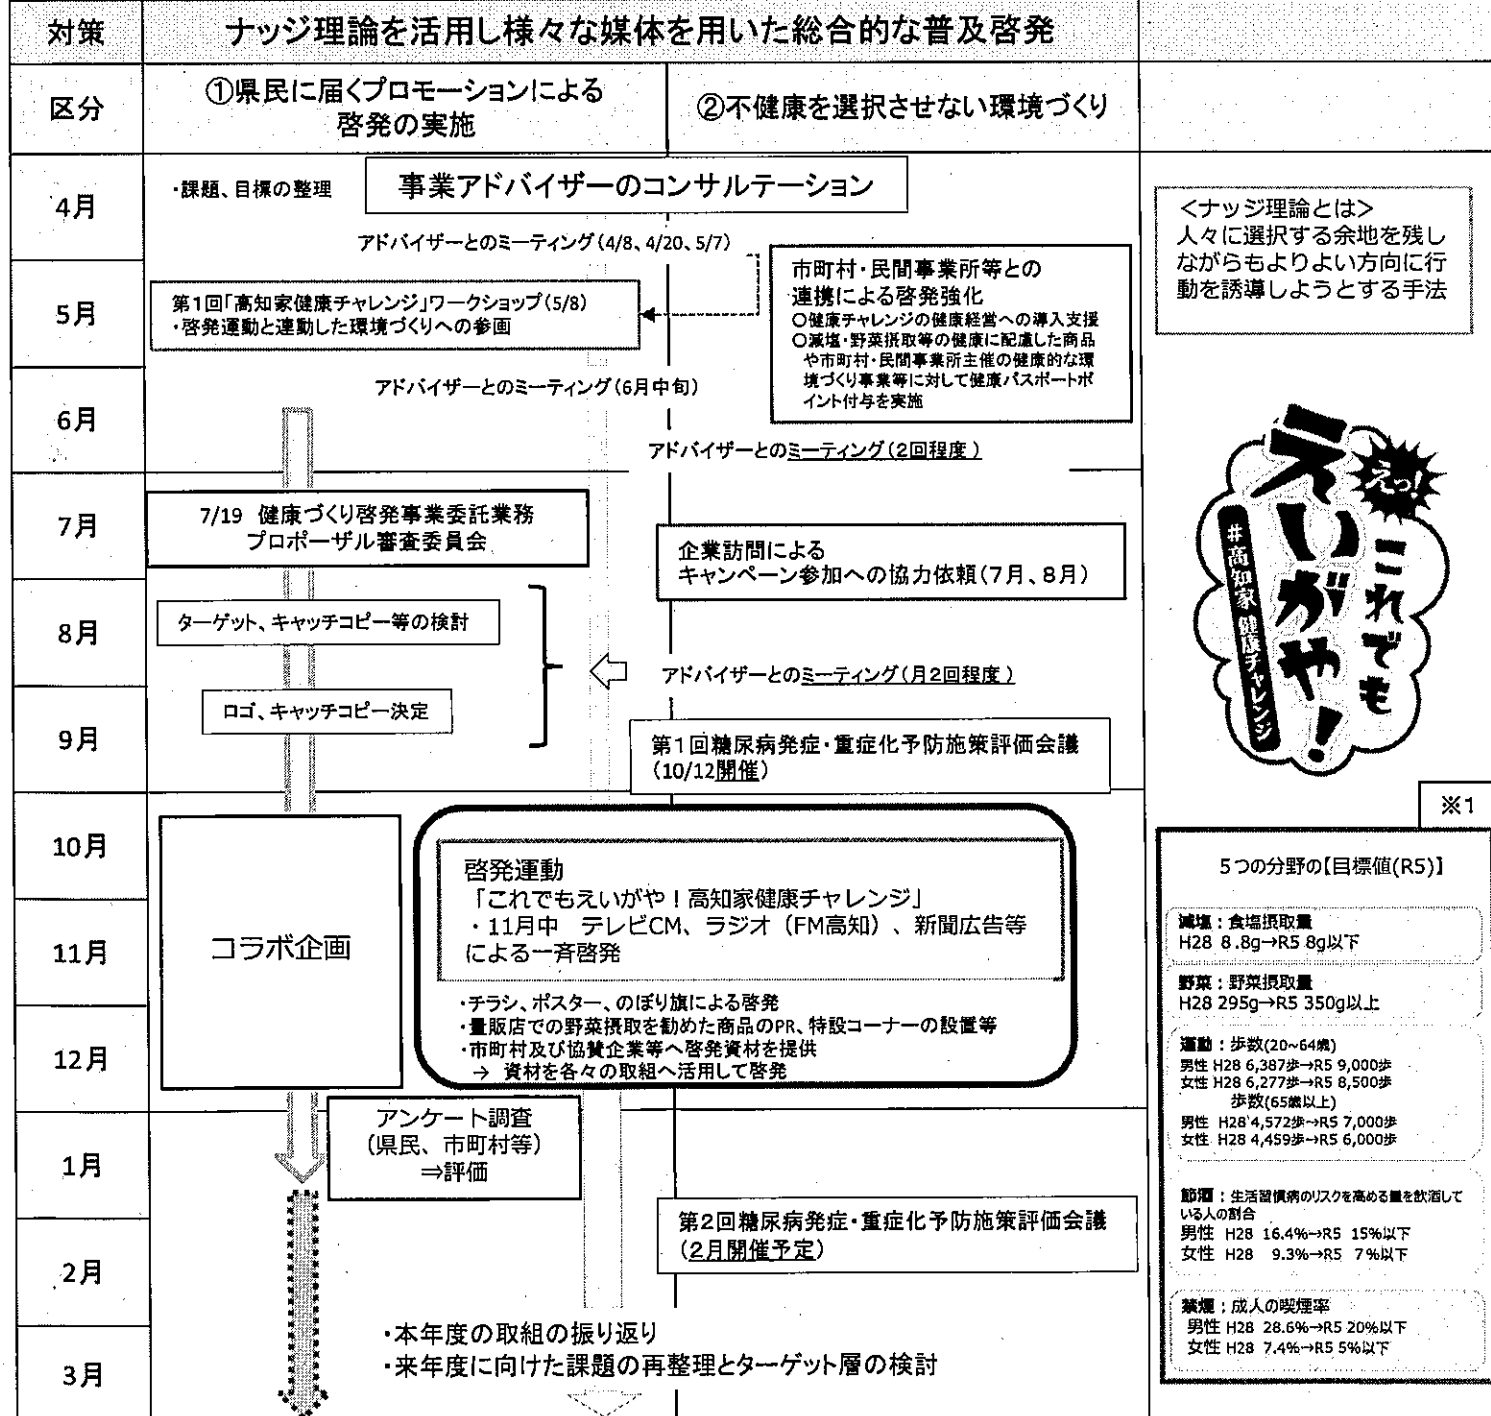 対策
ナッジ理論を活用し様々な媒体を用いた総合的な普及啓発
区分
①県民に届くプロモーションによる
啓発の実施
②不健康を選択させない環境づくり
4月
・課題、目標の整理
事業アドバイザーのコンサルテーション
アドバイザーとのミーティング(4/8、4/20、5/7)
5月
第1回「高知家健康チャレンジ」ワークショップ(5/8)
・啓発運動と連動した環境づくりへの参画
市町村・民間事業所等との
連携による啓発強化
○健康チャレンジの健康経営への導入支援
○減塩・野菜摂取等の健康に配慮した商品
や市町村・民間事業所主催の健康的な環
境づくり事業等に対して健康パスポートポ
イント付与を実施
アドバイザーとのミーティング(6月中旬)
6月
アドバイザーとのミーティング(2回程度)
7月
7/19 健康づくり啓発事業委託業務
プロポーザル審査委員会
企業訪問による
キャンペーン参加への協力依頼(7月、8月)
8月
ターゲット、キャッチコピー等の検討
アドバイザーとのミーティング(月2回程度)
ロゴ、キャッチコピー決定
9月
第1回糖尿病発症・重症化予防施策評価会議
(10/12開催)
10月
11月
12月
コラボ企画
啓発運動
「これでもえいがや！高知家健康チャレンジ」
・11月中 テレビCM、ラジオ（FM高知）、新聞広告等
による一斉啓発
・チラシ、ポスター、のぼり旗による啓発
・量販店での野菜摂取を勧めた商品のPR、特設コーナーの設置等
・市町村及び協賛企業等へ啓発資材を提供
→ 資材を各々の取組へ活用して啓発
1月
アンケート調査
(県民、市町村等)
⇒評価
2月
第2回糖尿病発症・重症化予防施策評価会議
(2月開催予定)
3月
・本年度の取組の振り返り
・来年度に向けた課題の再整理とターゲット層の検討
＜ナッジ理論とは＞
人々に選択する余地を残し
ながらもよりよい方向に行
動を誘導しようとする手法
えっ!
これでも
えいがや！
#高知家健康チャレンジ
※1
5つの分野の【目標値(R5)】
減塩：食塩摂取量
H28 8.8g→R5 8g以下
野菜：野菜摂取量
H28 295g→R5 350g以上
運動：歩数(20~64歳)
男性 H28 6,387歩→R5 9,000歩
女性 H28 6,277歩→R5 8,500歩
歩数(65歳以上)
男性 H28 4,572歩→R5 7,000歩
女性 H28 4,459歩→R5 6,000歩
節酒：生活習慣病のリスクを高める量を飲酒して
いる人の割合
男性 H28 16.4%→R5 15%以下
女性 H28 9.3%→R5 7%以下
禁煙：成人の喫煙率
男性 H28 28.6%→R5 20%以下
女性 H28 7.4%→R5 5%以下